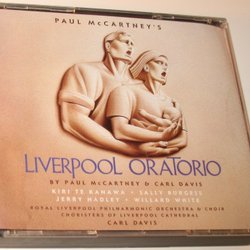 PAUL McCARTNEY'S
LIVERPOOL ORATORIO
BY PAUL McCARTNEY & CARL DAVIS
KIRI TE KANAWA · SALLY BURGESS
JERRY HADLEY · WILLARD WHITE
ROYAL LIVERPOOL PHILHARMONIC ORCHESTRA & CHOIR
CHORISTERS OF LIVERPOOL CATHEDRAL
CARL DAVIS